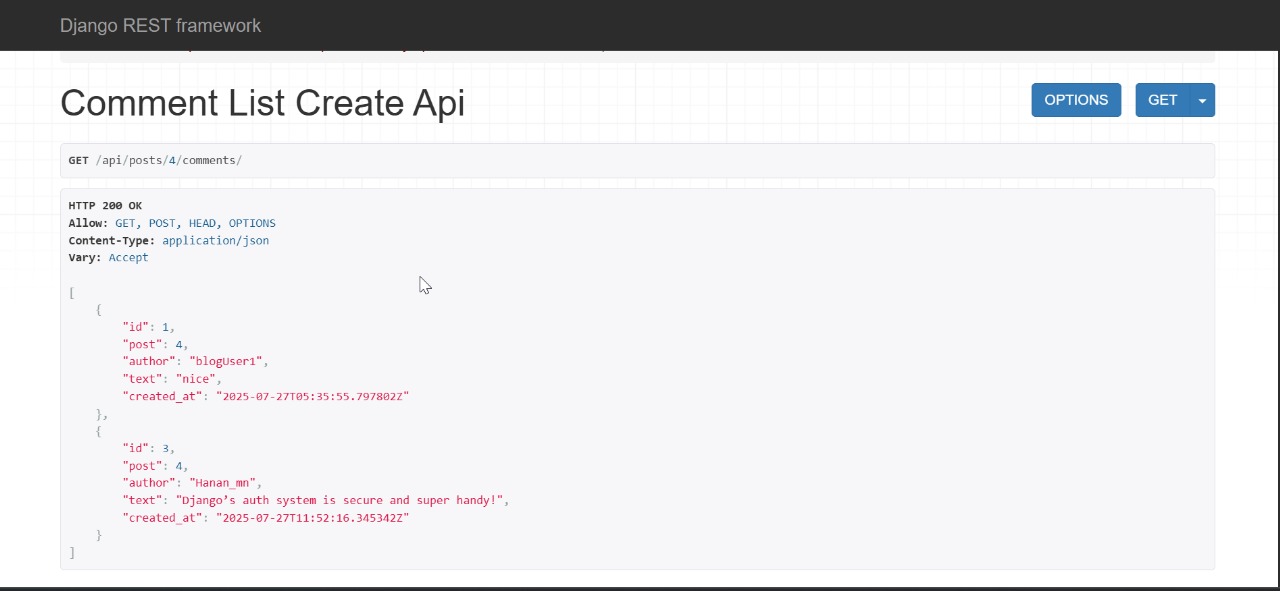 Django REST framework
Comment List Create Api
OPTIONS
GET
GET /api/posts/4/comments/
HTTP 200 OK
Allow: GET, POST, HEAD, OPTIONS
Content-Type: application/json
Vary: Accept
[
    {
        "id": 1,
        "post": 4,
        "author": "blogUser1",
        "text": "nice",
        "created_at": "2025-07-27T05:35:55.797802Z"
    },
    {
        "id": 3,
        "post": 4,
        "author": "Hanan_mn",
        "text": "Django’s auth system is secure and super handy!",
        "created_at": "2025-07-27T11:52:16.345342Z"
    }
]